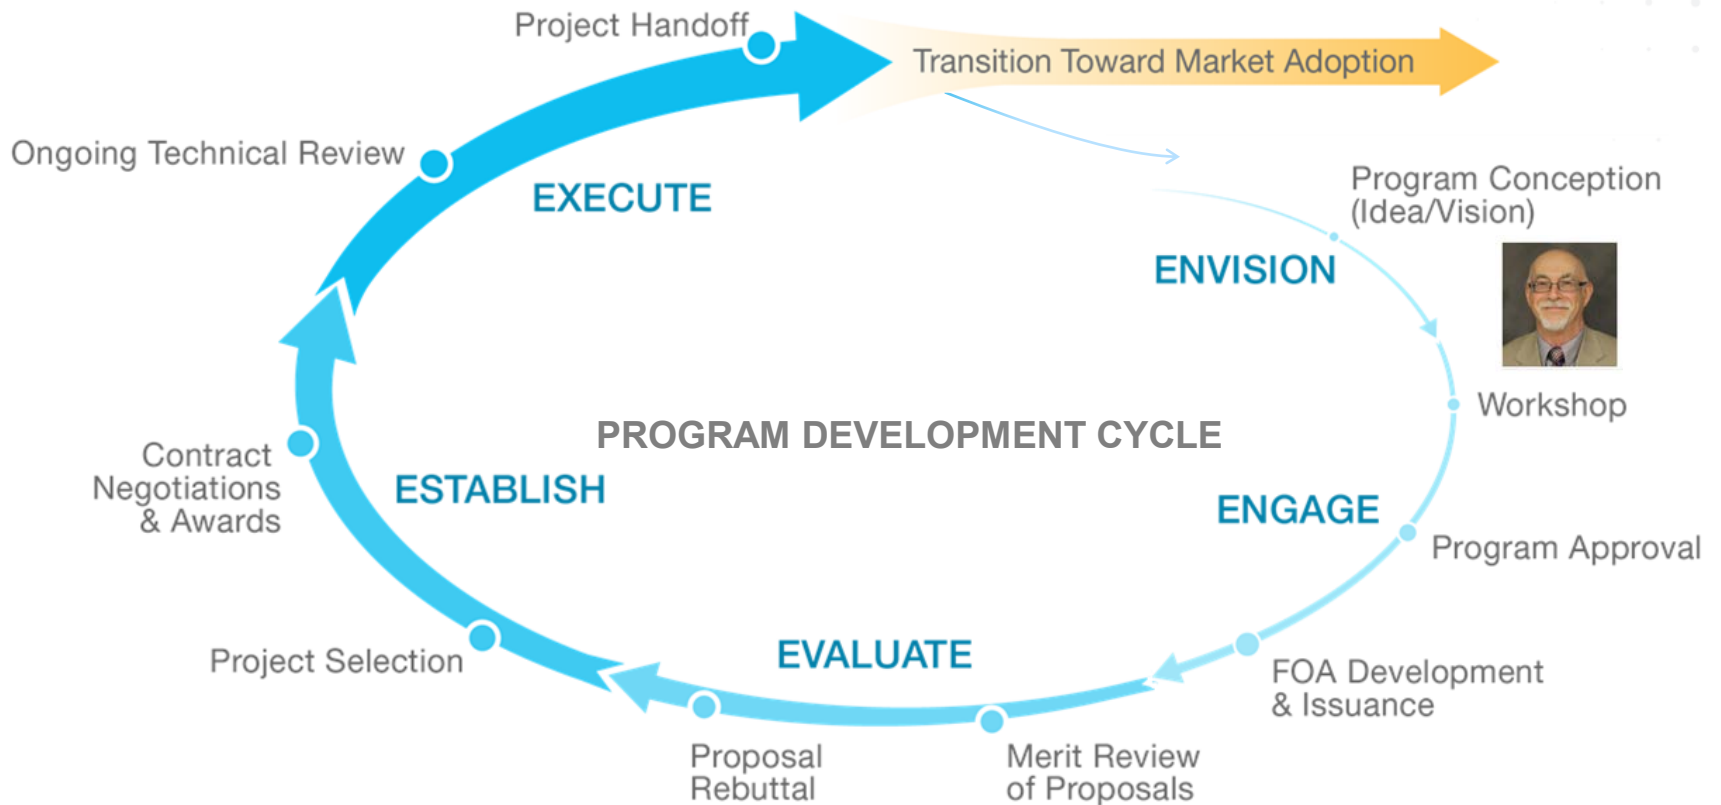 Project Handoff
Transition Toward Market Adoption
Ongoing Technical Review
EXECUTE
Program Conception
(Idea/Vision)
ENVISION
Workshop
PROGRAM DEVELOPMENT CYCLE
Contract
Negotiations
& Awards
ESTABLISH
ENGAGE
Program Approval
Project Selection
EVALUATE
FOA Development
& Issuance
Proposal
Rebuttal
Merit Review
of Proposals